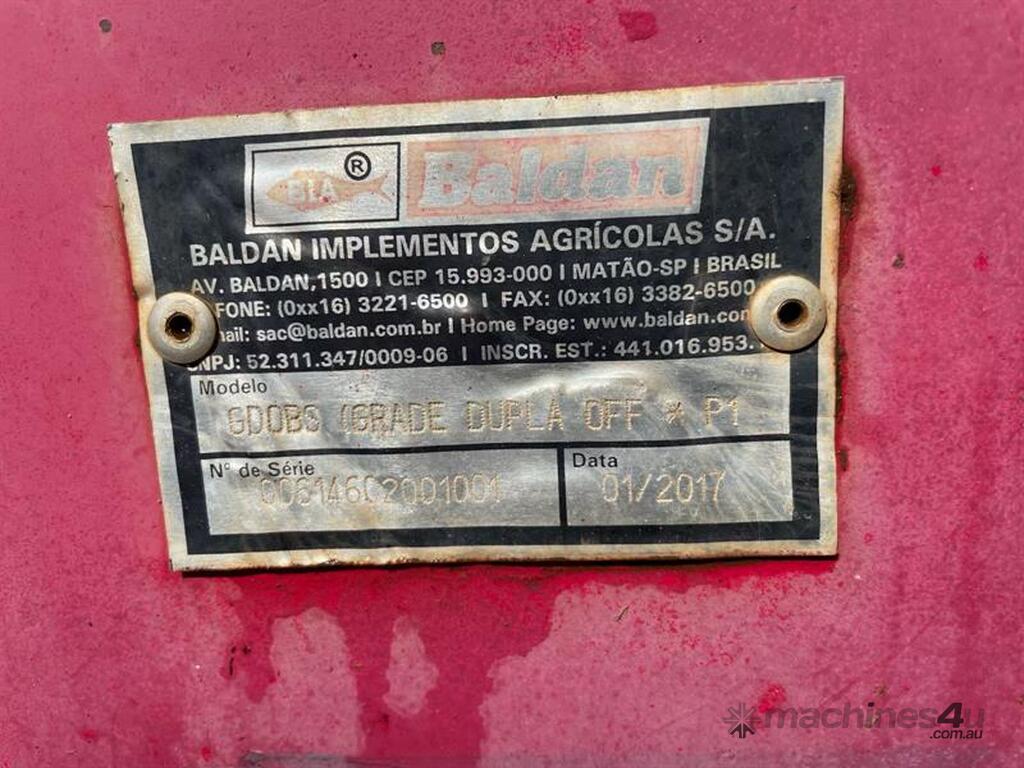 BLA ® Baldan
BALDAN IMPLEMENTOS AGRÍCOLAS S/A.
AV. BALDAN,1500 I CEP 15.993-000 I MATÃO-SP I BRASIL
FONE: (0xx16) 3221-6500 I FAX: (0xx16) 3382-6500
mail: sac@baldan.com.br I Home Page: www.baldan.com
CNPJ: 52.311.347/0009-06 I INSCR. EST.: 441.016.953.
Modelo
GDOBS (GRADE DUPLA OFF * P1
N° de Série
Data
01/2017
machines4u
.com.au